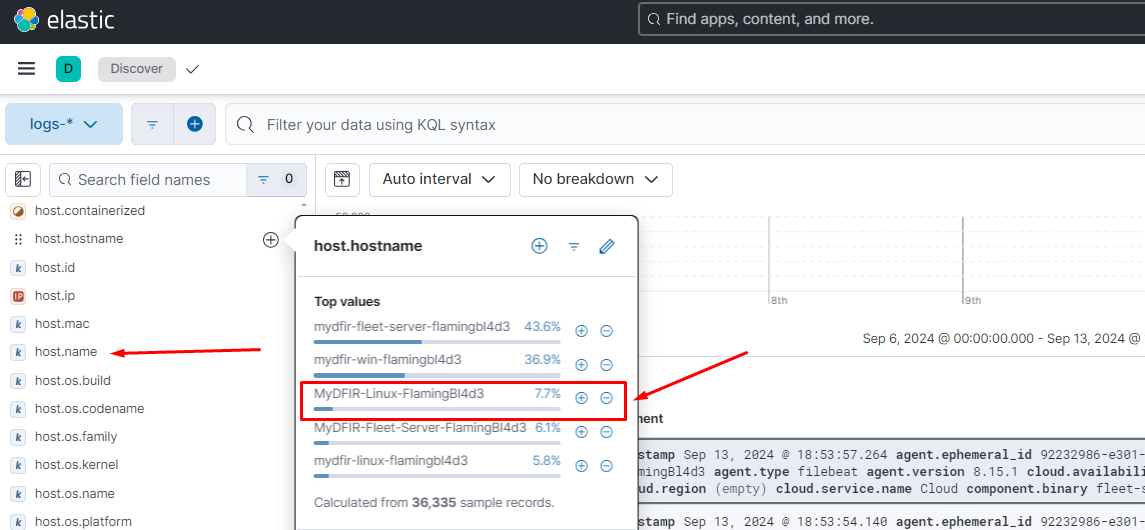 elastic
Find apps, content, and more.
D
Discover
logs-*
Filter your data using KQL syntax
Search field names
0
Auto interval
No breakdown
host.containerized
host.hostname
host.id
host.ip
host.mac
host.name
host.os.build
host.os.codename
host.os.family
host.os.kernel
host.os.name
host.os.platform
k
IP
k
k
k
k
k
k
k
k
k
host.hostname
Top values
mydfir-fleet-server-flamingbl4d3 43.6%
mydfir-win-flamingbl4d3 36.9%
MyDFIR-Linux-FlamingBl4d3 7.7%
MyDFIR-Fleet-Server-FlamingBl4d3 6.1%
mydfir-linux-flamingbl4d3 5.8%
Calculated from 36,335 sample records.
8th
9th
Sep 6, 2024 @ 00:00:00.000 - Sep 13, 2024 @
stamp Sep 13, 2024 @ 18:53:57.264 agent.ephemeral_id 92232986-e301-
mingBl4d3 agent.type filebeat agent.version 8.15.1 cloud.availabili
ud.region (empty) cloud.service.name Cloud component.binary fleet-s
stamp Sep 13, 2024 @ 18:53:54.140 agent.ephemeral_id 92232986-e301-